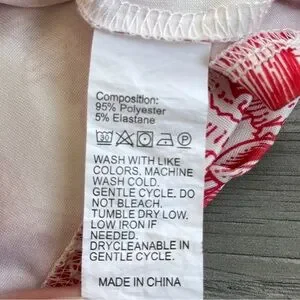 Composition:
95% Polyester
5% Elastane
30 P
WASH WITH LIKE
COLORS. MACHINE
WASH COLD.
GENTLE CYCLE. DO
NOT BLEACH.
TUMBLE DRY LOW.
LOW IRON IF
NEEDED.
DRYCLEANABLE IN
GENTLE CYCLE.
MADE IN CHINA